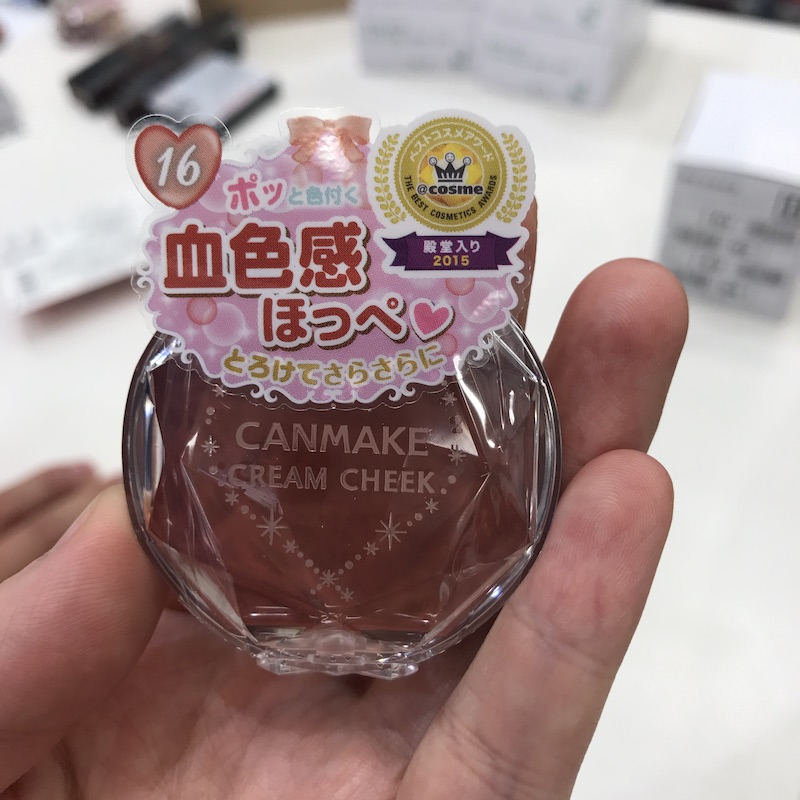 16
ポッと色付く
血色感
ほっぺ
とろけてさらさらに
ベストコスメアワード
@cosme
THE BEST COSMETICS AWARDS
殿堂入り
2015
CANMAKE
CREAM CHEEK